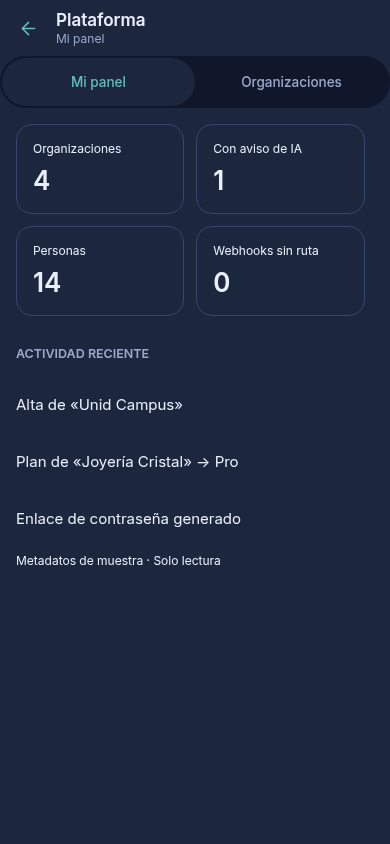 Plataforma
Mi panel
Mi panel
Organizaciones
Organizaciones
4
Con aviso de IA
1
Personas
14
Webhooks sin ruta
0
ACTIVIDAD RECIENTE
Alta de «Unid Campus»
Plan de «Joyería Cristal» → Pro
Enlace de contraseña generado
Metadatos de muestra · Solo lectura